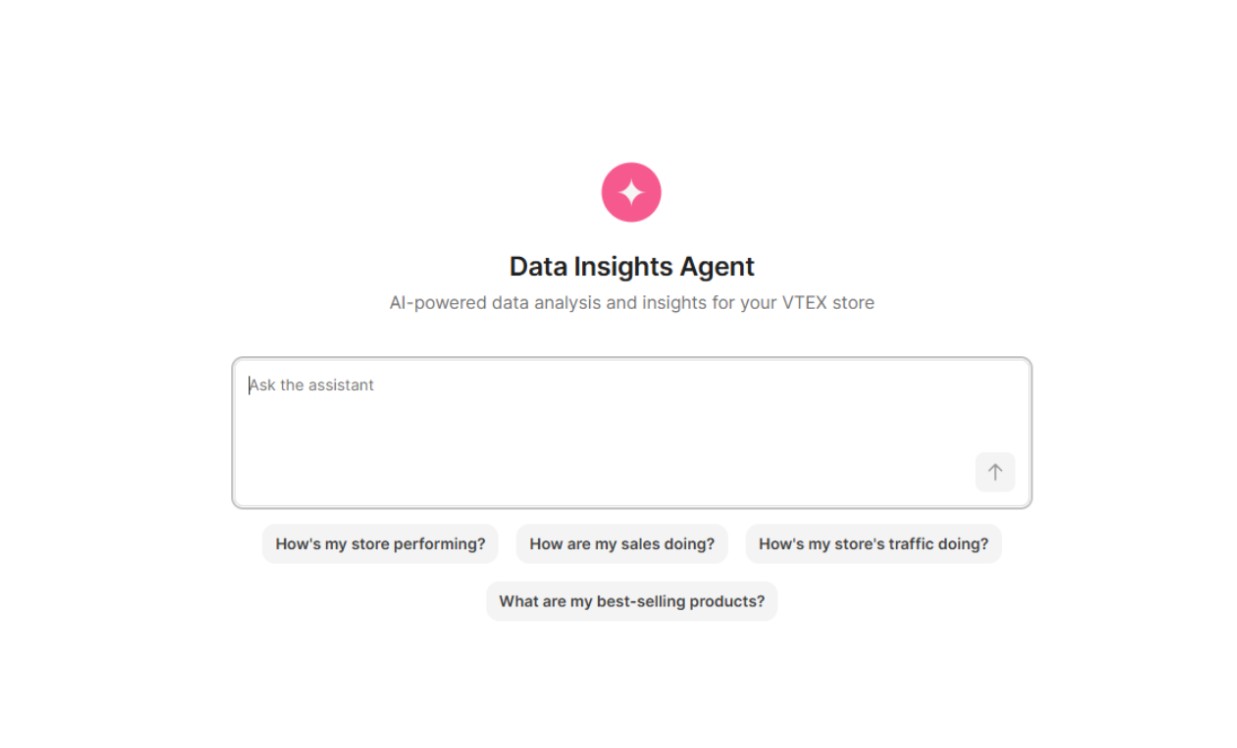 Data Insights Agent
AI-powered data analysis and insights for your VTEX store
Ask the assistant
How's my store performing?
How are my sales doing?
How's my store's traffic doing?
What are my best-selling products?